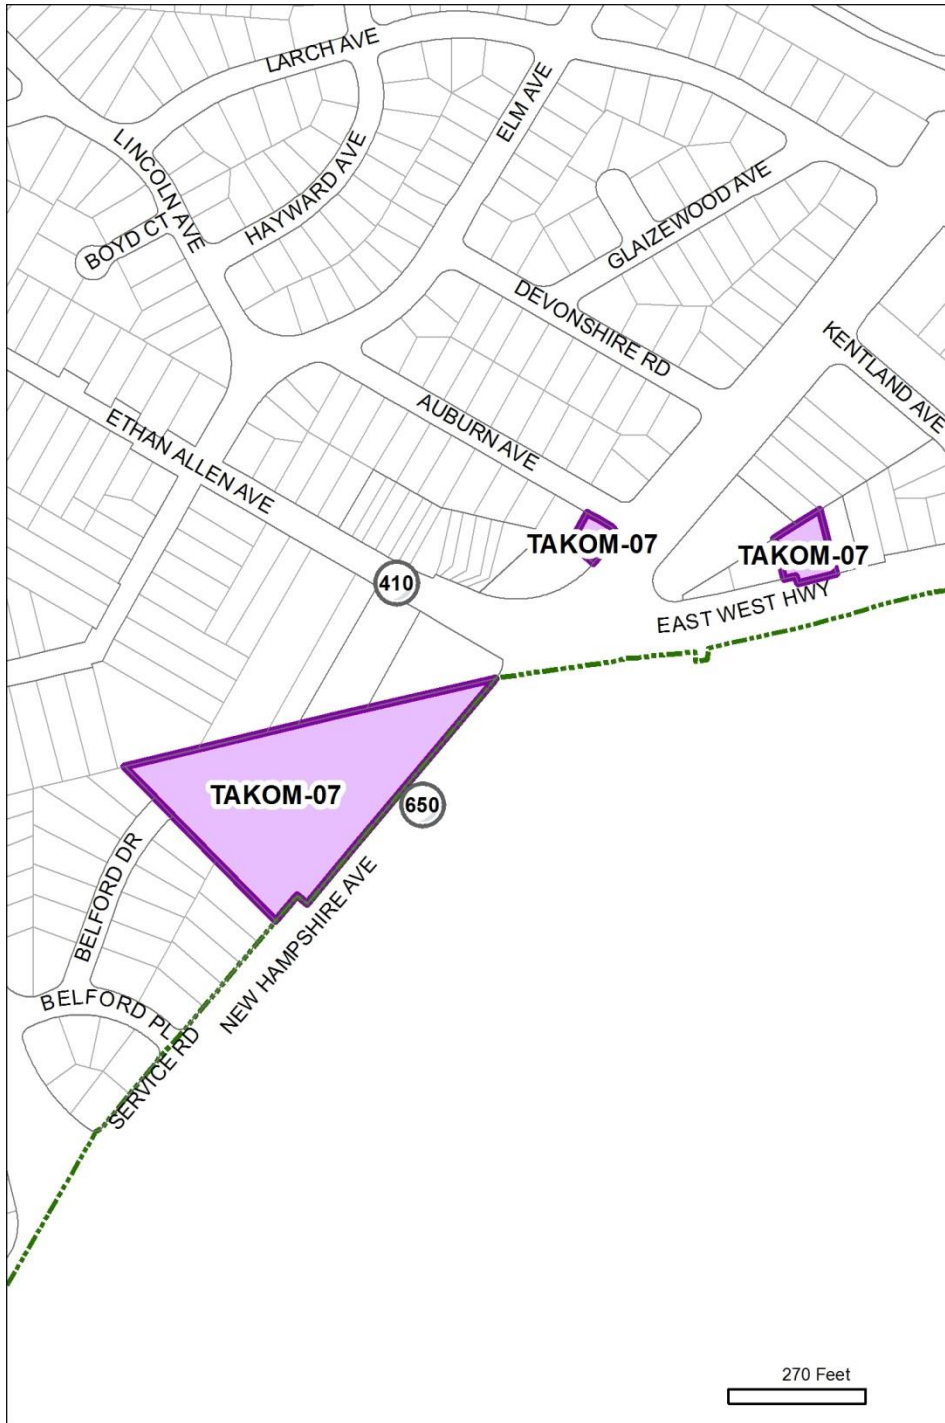 LARCH AVE
ELM AVE
LINCOLN AVE
HAYWARD AVE
BOYD CT
GLAIZEWOOD AVE
DEVONSHIRE RD
KENTLAND AVE
AUBURN AVE
ETHAN ALLEN AVE
TAKOM-07
TAKOM-07
410
EAST WEST HWY
TAKOM-07
650
BELFORD DR
NEW HAMPSHIRE AVE
BELFORD PL
SERVICE RD
270 Feet